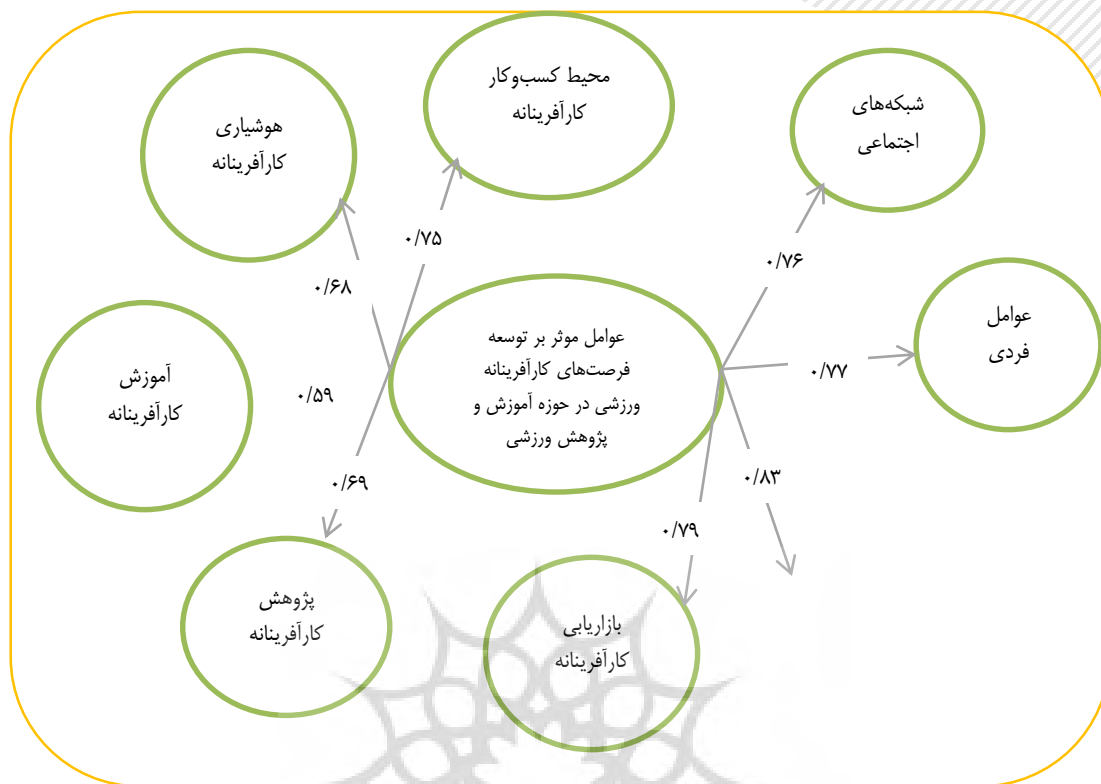 محیط کسب‌وکار
کارآفرینانه
شبکه‌های
اجتماعی
هوشیاری
کارآفرینانه
۰/۷۵
۰/۷۶
۰/۶۸
عوامل
فردی
عوامل موثر بر توسعه
فرصت‌های کارآفرینانه
ورزشی در حوزه آموزش و
پژوهش ورزشی
۰/۷۷
آموزش
کارآفرینانه
۰/۵۹
۰/۶۹
۰/۸۳
۰/۷۹
پژوهش
کارآفرینانه
بازاریابی
کارآفرینانه